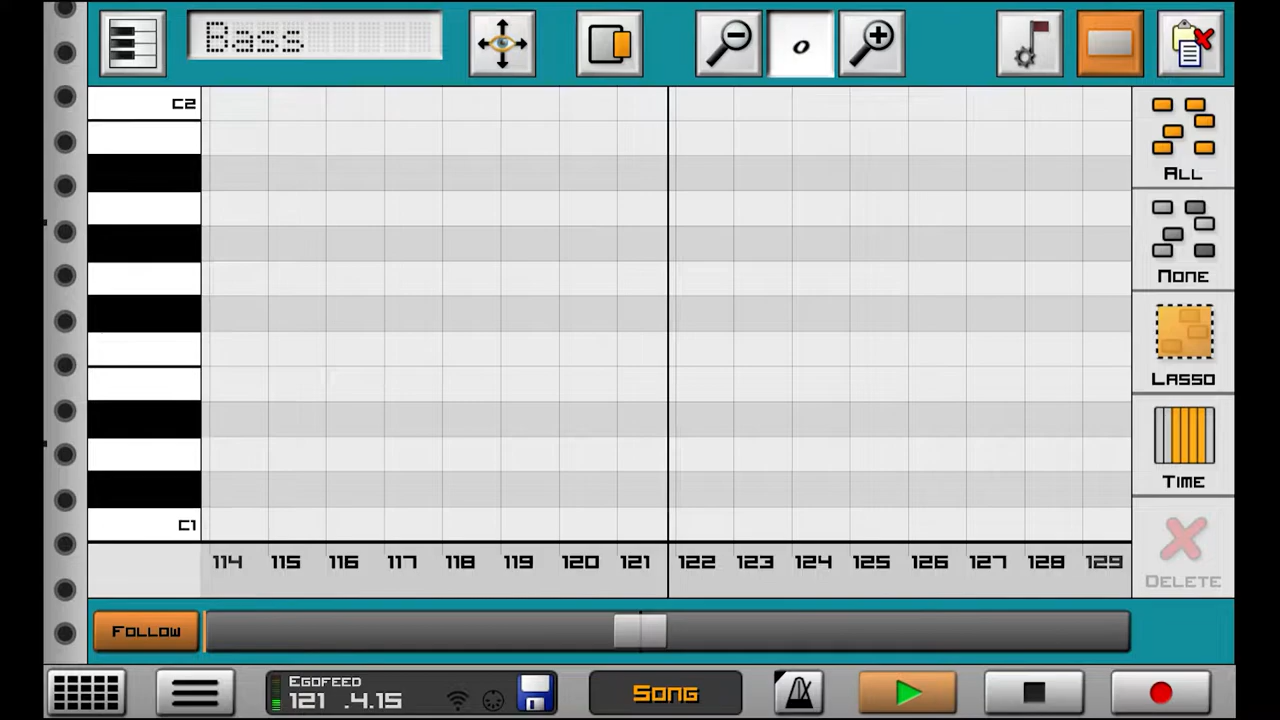 Bass
o
C2
C1
All
None
Lasso
Time
Delete
114 115 116 117 118 119 120 121 122 123 124 125 126 127 128 129
Follow
Egofeed
121 .4.15
Song